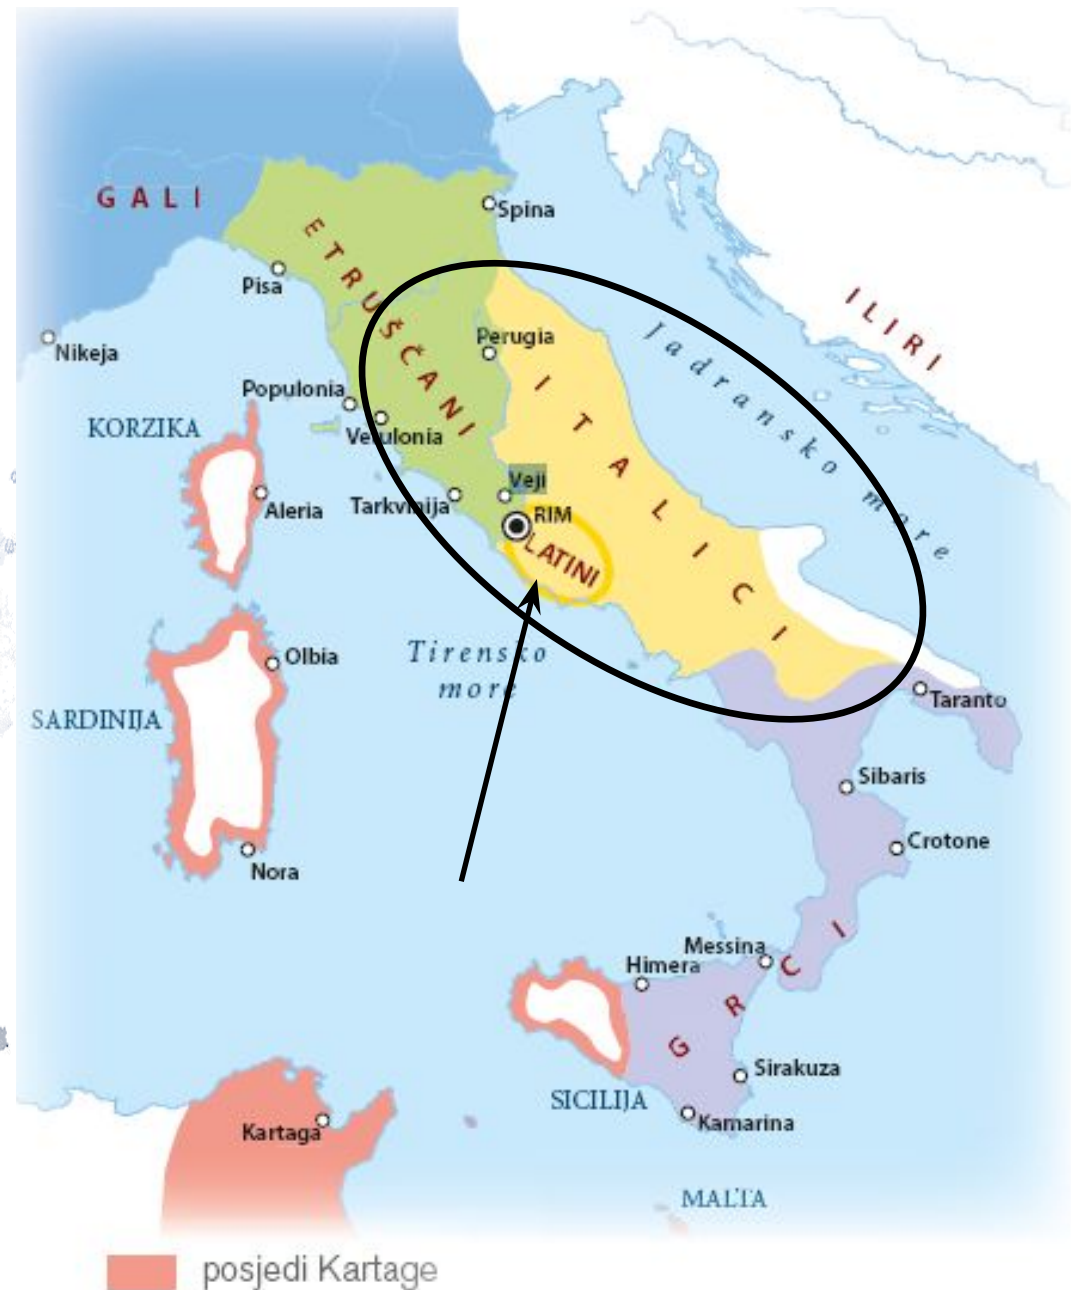 GALI
ETRUŠČANI
Spina
Pisa
Nikeja
ILIRI
Jadransko more
Perugia
ITALICI
Populonia
KORZIKA
Vetulonia
Veji
Tarkvinija
Aleria
RIM
LATINI
Tirensko
more
Olbia
SARDINIJA
Taranto
Sibaris
Crotone
Nora
Messina
Himera
GRCI
Sirakuza
SICILIJA
Kamarina
Kartaga
MALTA
posjedi Kartage